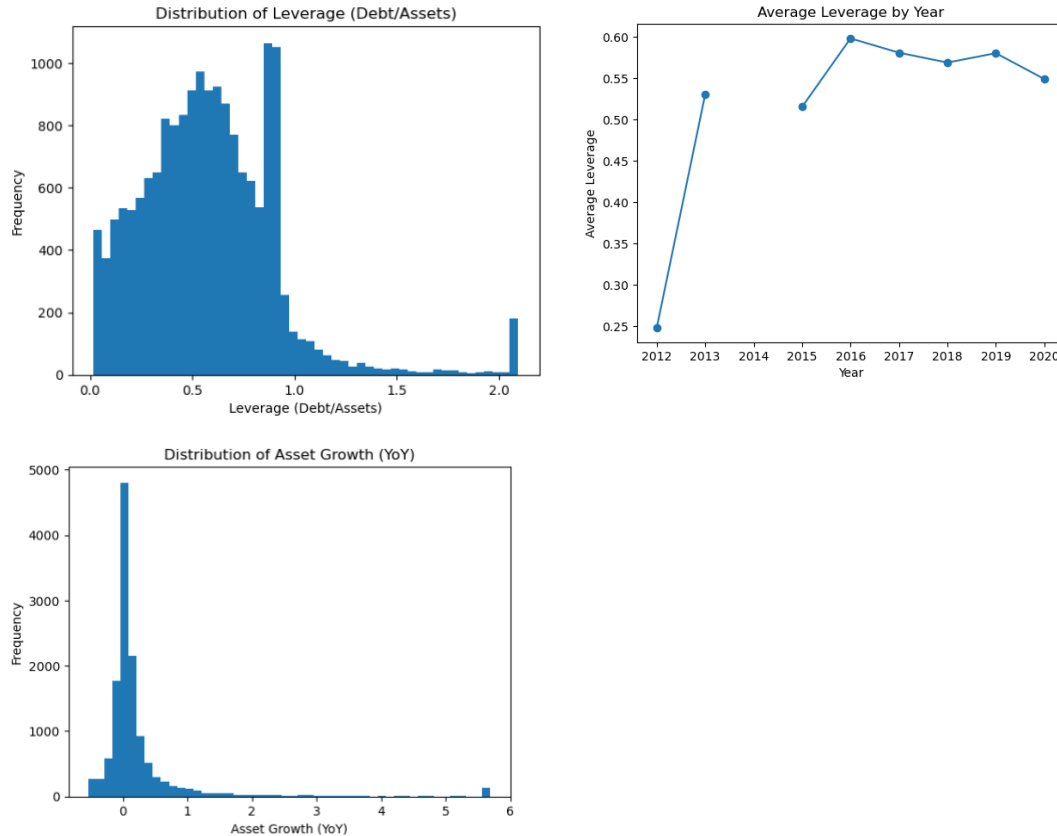 Distribution of Leverage (Debt/Assets)
1000
800
600
400
200
0
Frequency
0.0 0.5 1.0 1.5 2.0
Leverage (Debt/Assets)
Average Leverage by Year
0.60
0.55
0.50
0.45
0.40
0.35
0.30
0.25
Average Leverage
2012 2013 2014 2015 2016 2017 2018 2019 2020
Year
Distribution of Asset Growth (YoY)
5000
4000
3000
2000
1000
0
Frequency
0 1 2 3 4 5 6
Asset Growth (YoY)